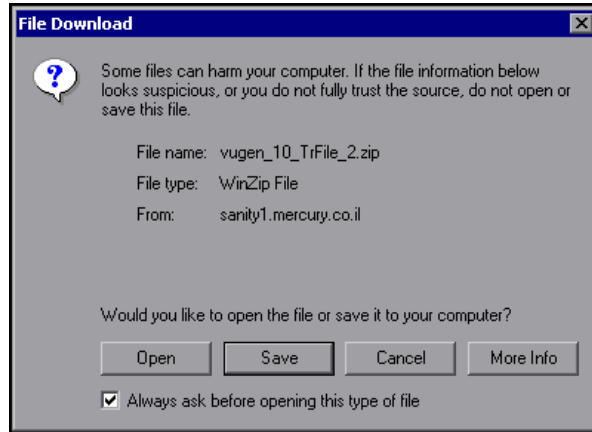 File Download
Some files can harm your computer. If the file information below
looks suspicious, or you do not fully trust the source, do not open or
save this file.
File name: vugen_10_TrFile_2.zip
File type: WinZip File
From: sanity1.mercury.co.il
Would you like to open the file or save it to your computer?
Open Save Cancel More Info
Always ask before opening this type of file